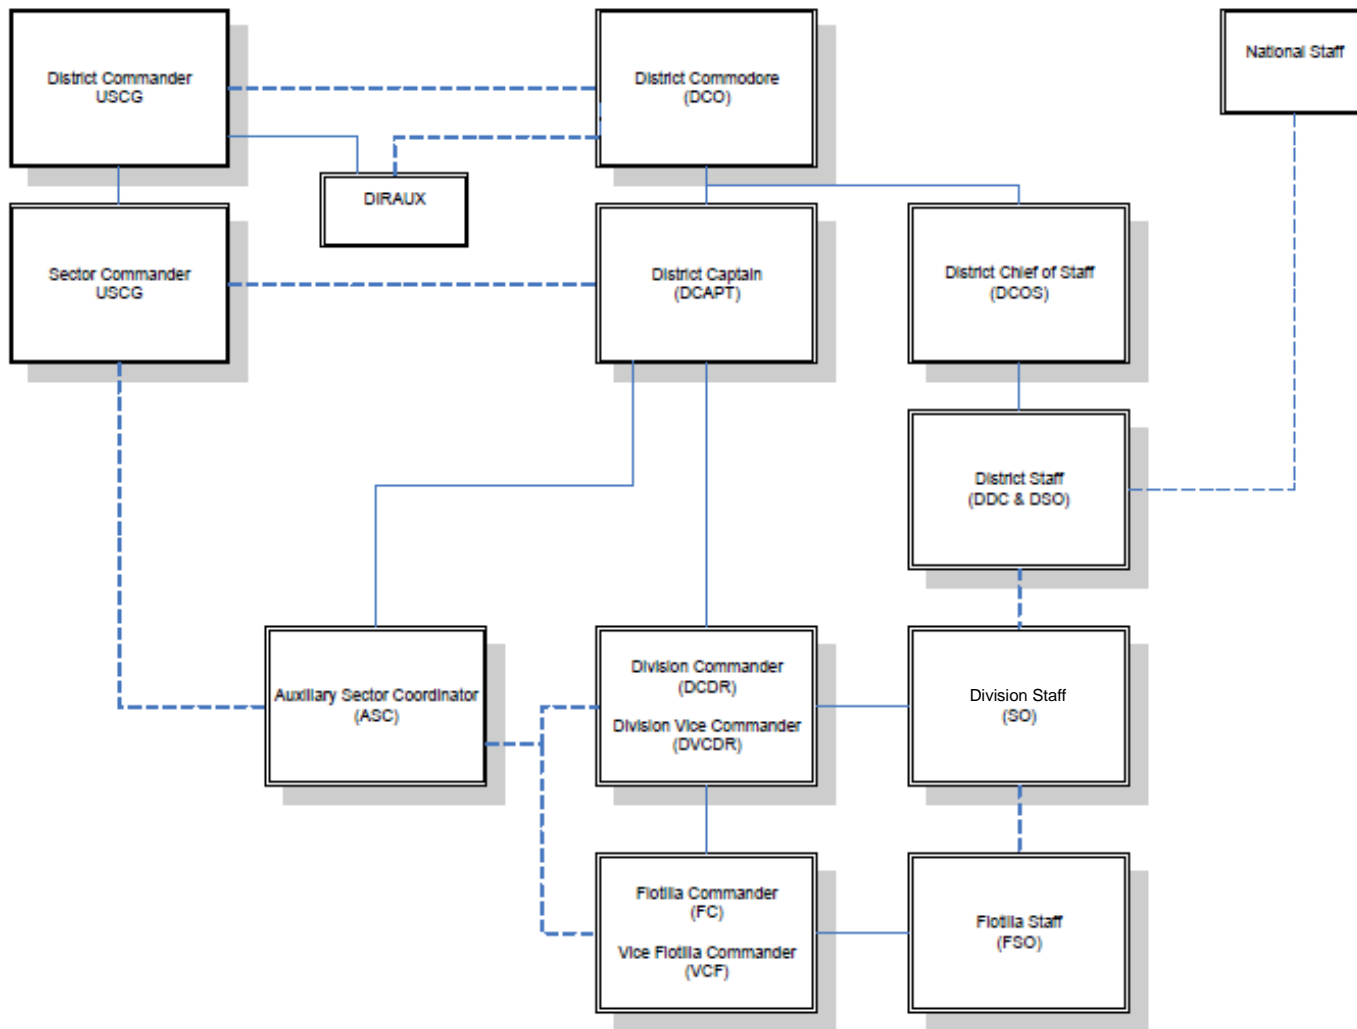 District Commander
USCG
District Commodore
(DCO)
National Staff
DIRAUX
Sector Commander
USCG
District Captain
(DCAPT)
District Chief of Staff
(DCOS)
District Staff
(DDC & DSO)
Auxiliary Sector Coordinator
(ASC)
Division Commander
(DCDR)
Division Vice Commander
(DVCDR)
Division Staff
(SO)
Flotilla Commander
(FC)
Vice Flotilla Commander
(VCF)
Flotilla Staff
(FSO)